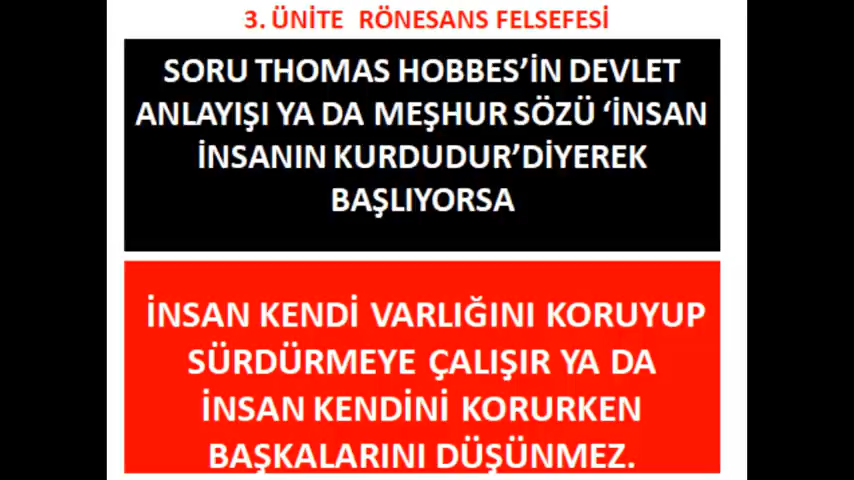 3. ÜNİTE RÖNESANS FELSEFESİ
SORU THOMAS HOBBES'İN DEVLET
ANLAYIŞI YA DA MEŞHUR SÖZÜ ‘İNSAN
İNSANIN KURDUDUR’DİYEREK
BAŞLIYORSA
İNSAN KENDİ VARLIĞINI KORUYUP
SÜRDÜRMEYE ÇALIŞIR YA DA
İNSAN KENDİNİ KORURKEN
BAŞKALARINI DÜŞÜNMEZ.